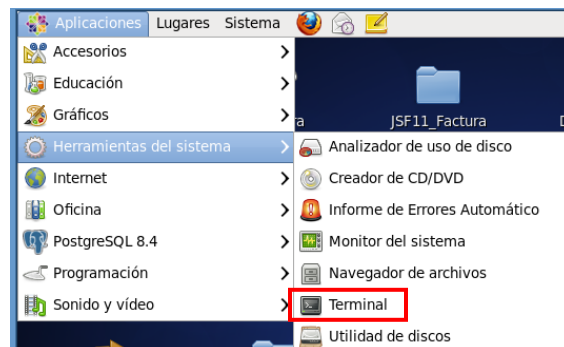 Aplicaciones Lugares Sistema
Accesorios
Educación
Gráficos
JSF11_Factura
Herramientas del sistema
Analizador de uso de disco
Internet
Creador de CD/DVD
Oficina
Informe de Errores Automático
PostgreSQL 8.4
Monitor del sistema
Programación
Navegador de archivos
Sonido y vídeo
Terminal
Utilidad de discos